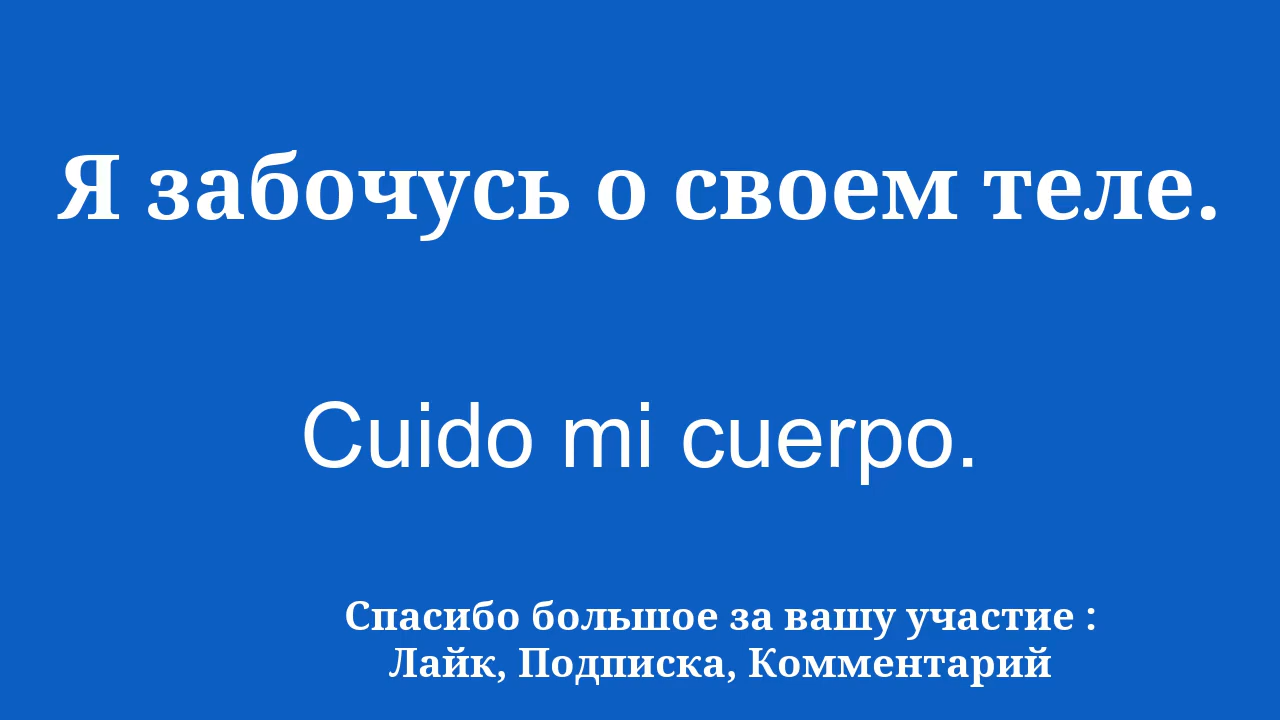 Я забочусь о своем теле.
Cuido mi cuerpo.
Спасибо большое за вашу участие :
Лайк, Подписка, Комментарий